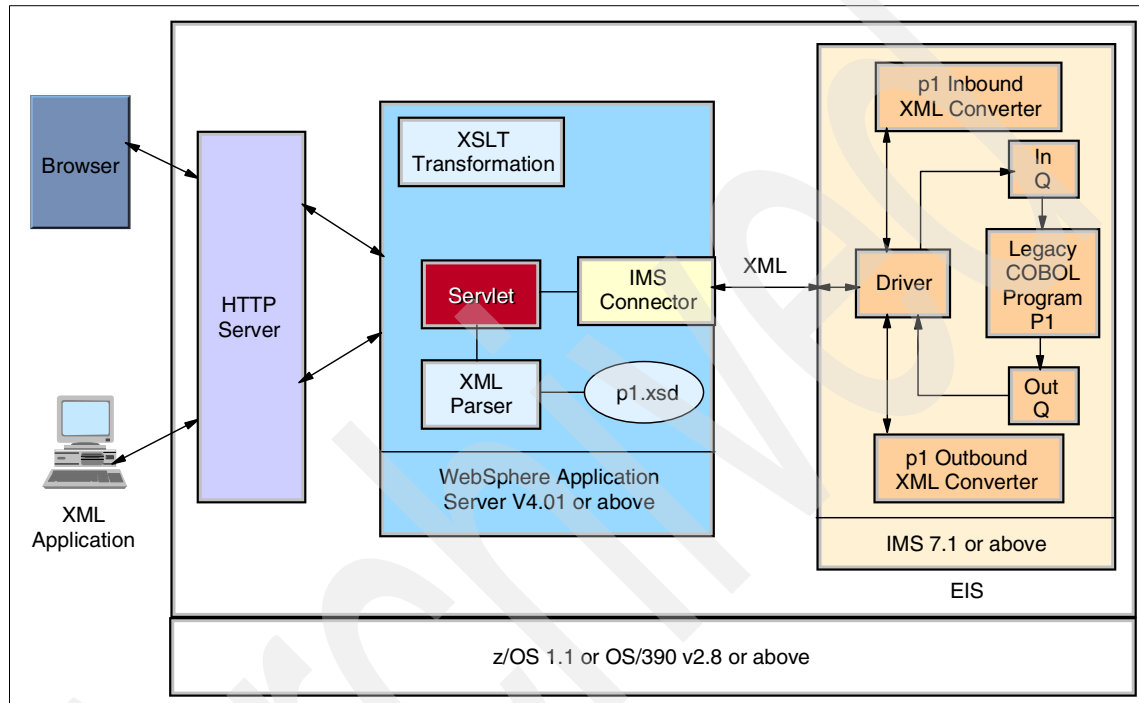 Browser
XML
Application
HTTP
Server
XSLT
Transformation
Servlet
IMS
Connector
XML
Parser
p1.xsd
WebSphere Application
Server V4.01 or above
XML
p1 Inbound
XML Converter
In
Q
Driver
Legacy
COBOL
Program
P1
Out
Q
p1 Outbound
XML Converter
IMS 7.1 or above
EIS
z/OS 1.1 or OS/390 v2.8 or above